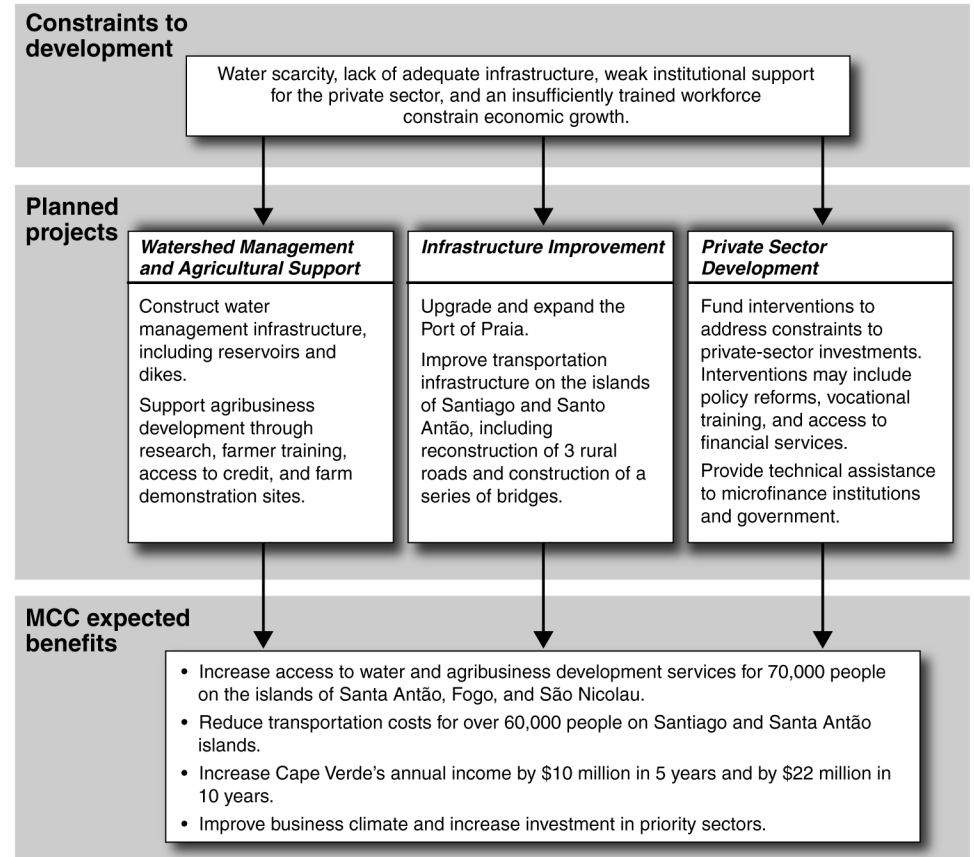 Constraints to
development
Water scarcity, lack of adequate infrastructure, weak institutional support
for the private sector, and an insufficiently trained workforce
constrain economic growth.
Planned
projects
Watershed Management
and Agricultural Support
Construct water
management infrastructure,
including reservoirs and
dikes.
Support agribusiness
development through
research, farmer training,
access to credit, and farm
demonstration sites.
Infrastructure Improvement
Upgrade and expand the
Port of Praia.
Improve transportation
infrastructure on the islands
of Santiago and Santo
Antão, including
reconstruction of 3 rural
roads and construction of a
series of bridges.
Private Sector
Development
Fund interventions to
address constraints to
private-sector investments.
Interventions may include
policy reforms, vocational
training, and access to
financial services.
Provide technical assistance
to microfinance institutions
and government.
MCC expected
benefits
• Increase access to water and agribusiness development services for 70,000 people
on the islands of Santa Antão, Fogo, and São Nicolau.
• Reduce transportation costs for over 60,000 people on Santiago and Santa Antão
islands.
• Increase Cape Verde's annual income by $10 million in 5 years and by $22 million in
10 years.
• Improve business climate and increase investment in priority sectors.